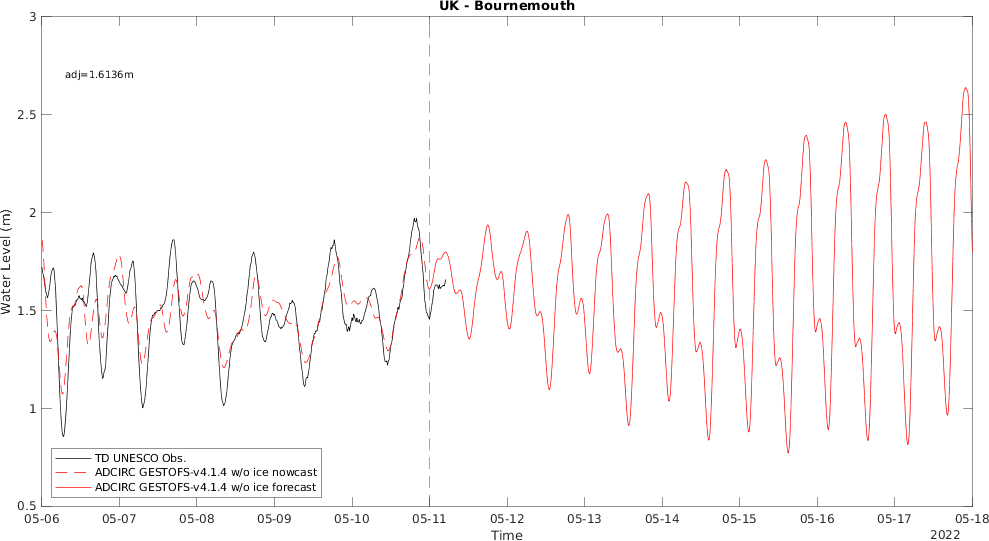 UK - Bournemouth
3
adj=1.6136m
2.5
2
Water Level (m)
1.5
1
TD UNESCO Obs.
ADCIRC GESTOFS-v4.1.4 w/o ice nowcast
ADCIRC GESTOFS-v4.1.4 w/o ice forecast
0.5
05-06 05-07 05-08 05-09 05-10 05-11 05-12 05-13 05-14 05-15 05-16 05-17 05-18
Time
2022